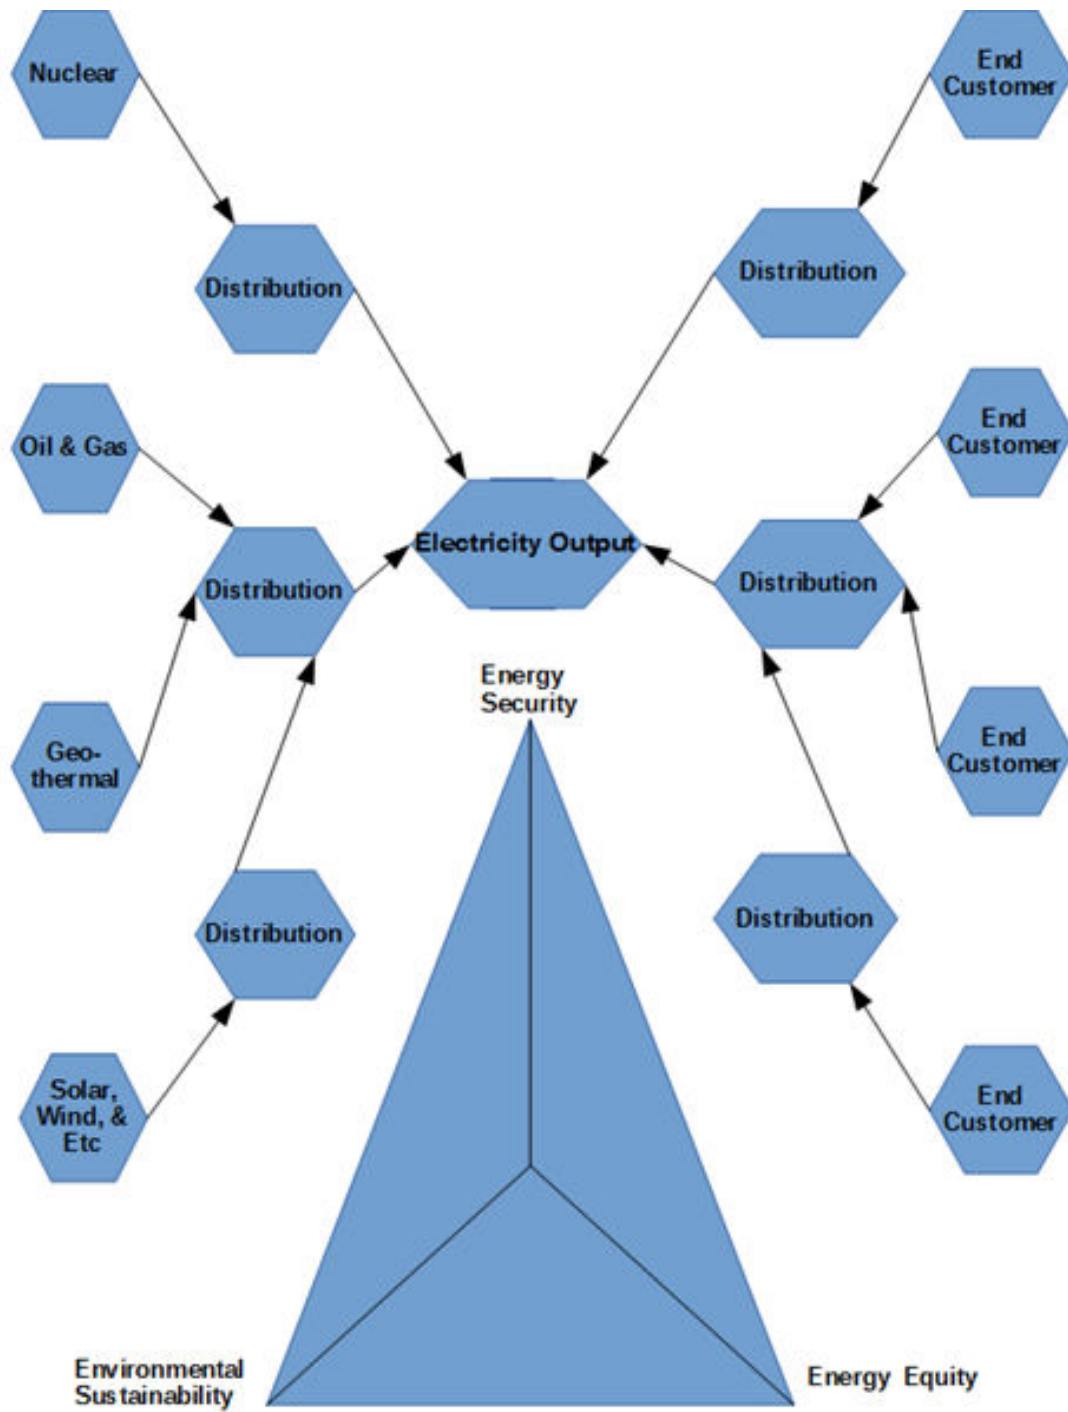 Nuclear
End
Customer
Distribution
Distribution
Oil & Gas
End
Customer
Electricity Output
Distribution
Distribution
Energy
Security
Geo-
thermal
End
Customer
Distribution
Distribution
Solar,
Wind, &
Etc
End
Customer
Environmental
Sustainability
Energy Equity